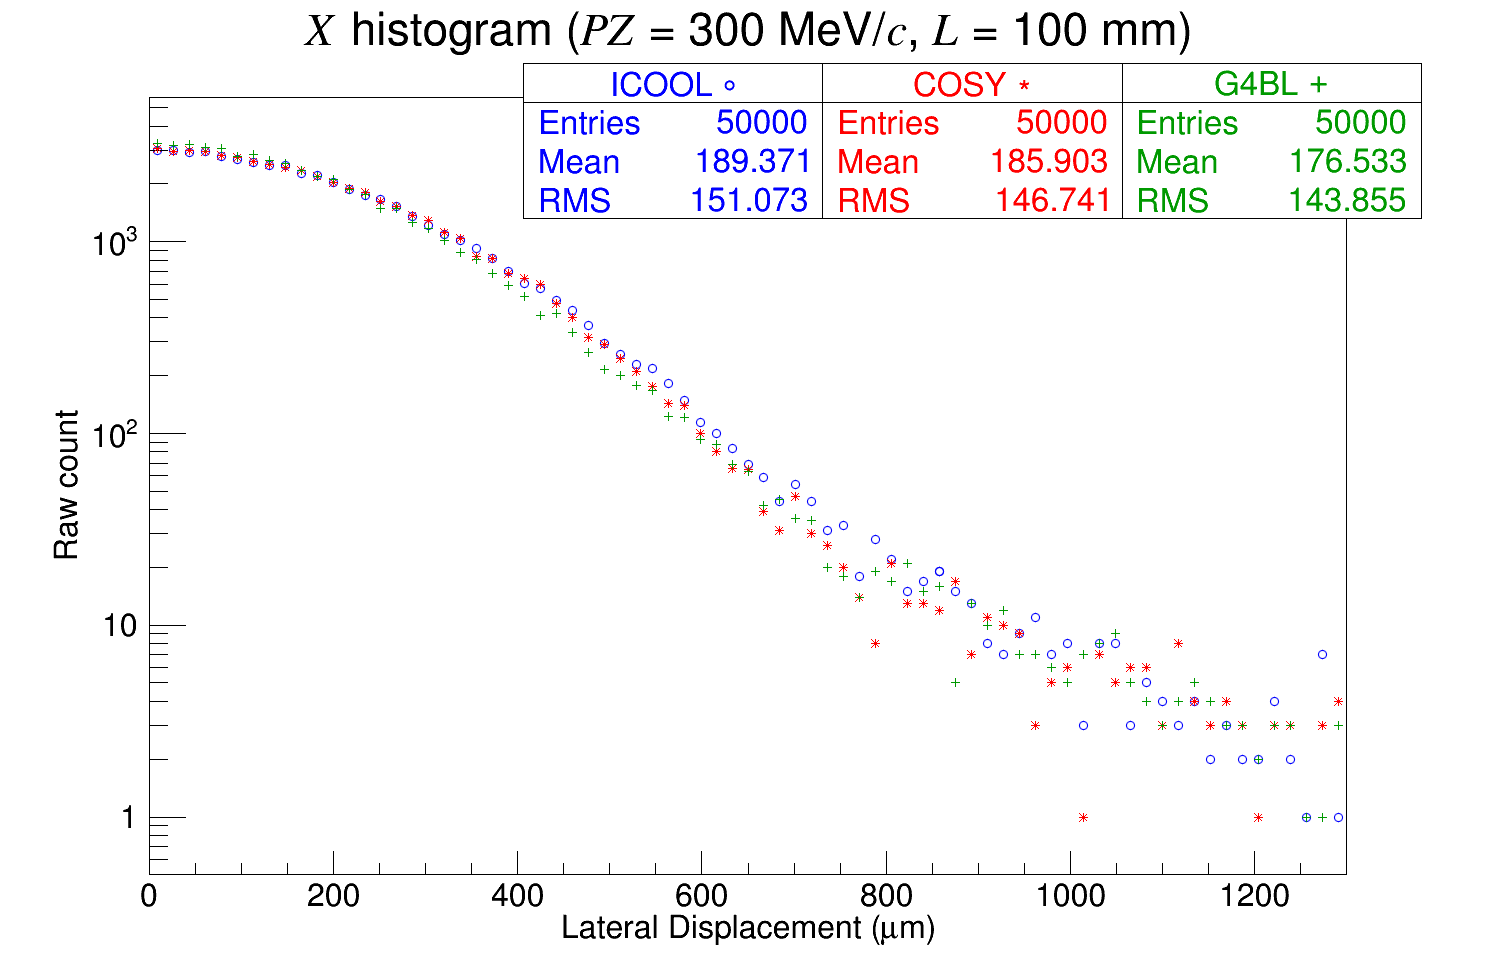 X histogram (PZ = 300 MeV/c, L = 100 mm)
ICOOL ∘ COSY * G4BL +
Entries 50000 Entries 50000 Entries 50000
Mean 189.371 Mean 185.903 Mean 176.533
RMS 151.073 RMS 146.741 RMS 143.855
Raw count
10³
10²
10
1
0 200 400 600 800 1000 1200
Lateral Displacement (μm)